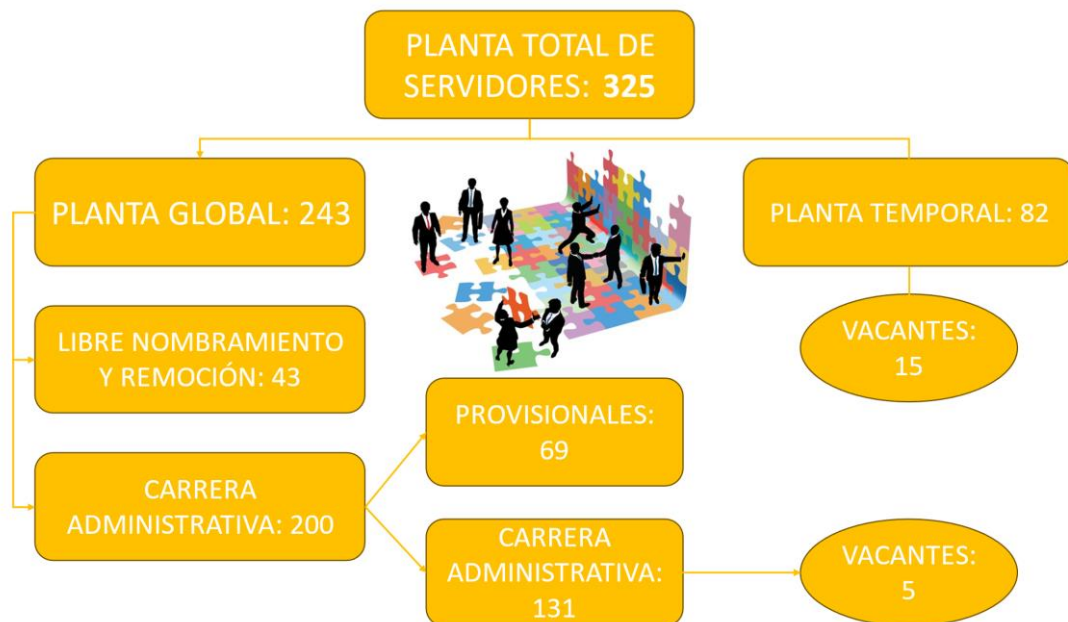 PLANTA TOTAL DE
SERVIDORES: 325
PLANTA GLOBAL: 243
PLANTA TEMPORAL: 82
LIBRE NOMBRAMIENTO
Y REMOCIÓN: 43
VACANTES:
15
PROVISIONALES:
69
CARRERA
ADMINISTRATIVA: 200
CARRERA
ADMINISTRATIVA:
131
VACANTES:
5